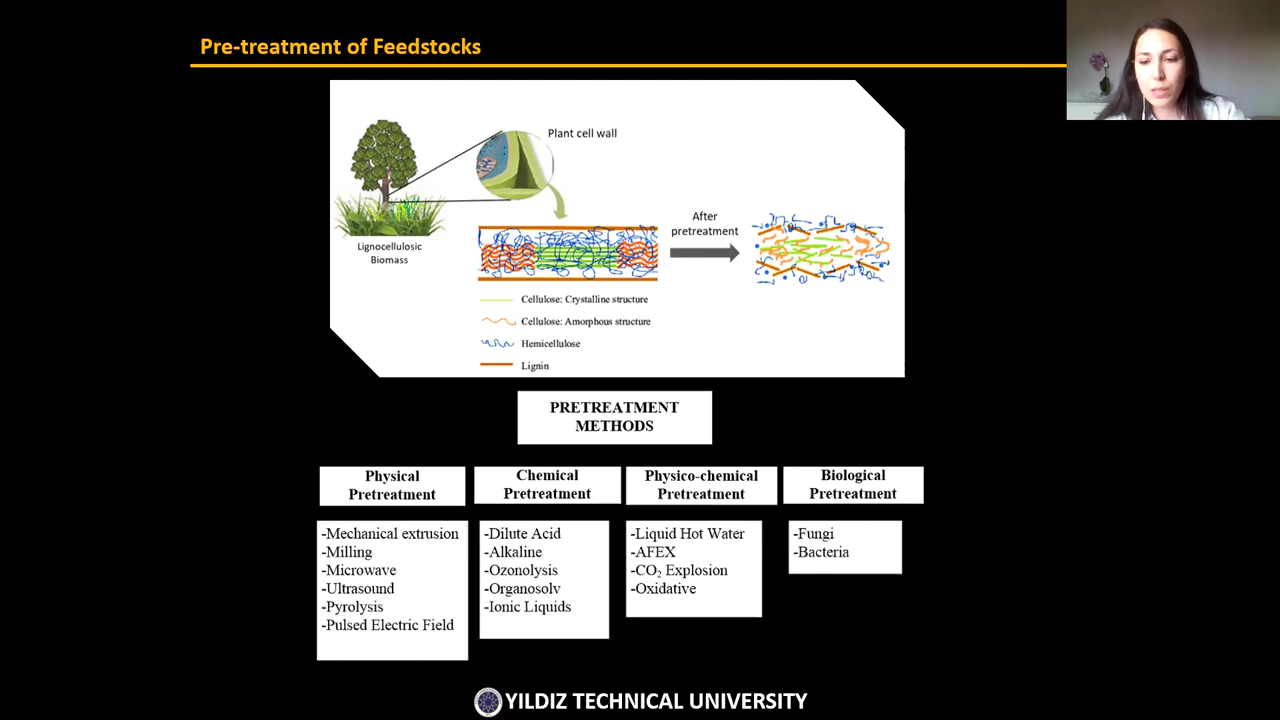 Pre-treatment of Feedstocks
Plant cell wall
Lignocellulosic
Biomass
After
pretreatment
Cellulose: Crystalline structure
Cellulose: Amorphous structure
Hemicellulose
Lignin
PRETREATMENT
METHODS
Physical
Pretreatment
-Mechanical extrusion
-Milling
-Microwave
-Ultrasound
-Pyrolysis
-Pulsed Electric Field
Chemical
Pretreatment
-Dilute Acid
-Alkaline
-Ozonolysis
-Organosolv
-Ionic Liquids
Physico-chemical
Pretreatment
-Liquid Hot Water
-AFEX
-CO₂ Explosion
-Oxidative
Biological
Pretreatment
-Fungi
-Bacteria
YILDIZ TECHNICAL UNIVERSITY